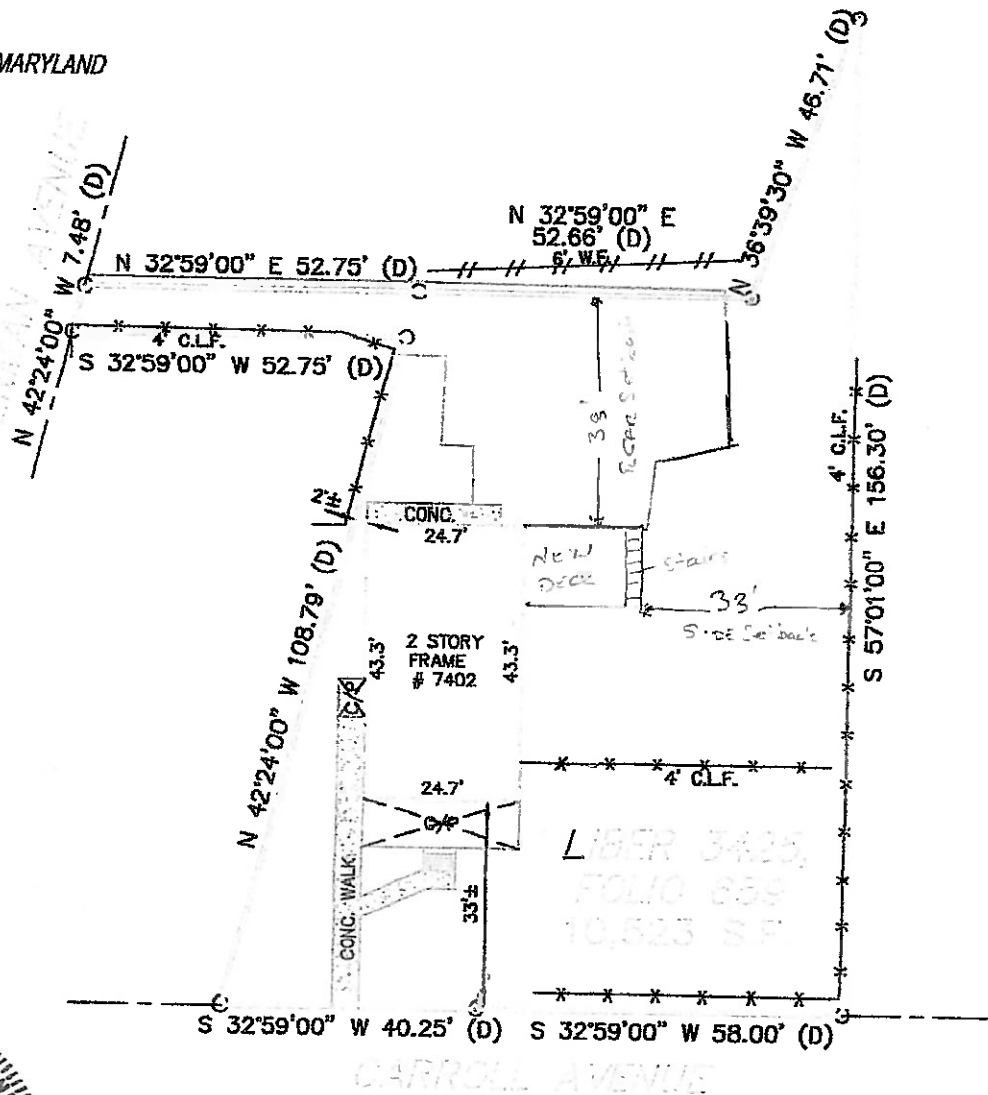 MARYLAND
N 36°39'30" W 46.71' (D)
N 42°24'00" W 7.48' (D)
N 32°59'00" E
52.66' (D)
6' W.F.
N 32°59'00" E 52.75' (D)
4' C.L.F.
S 32°59'00" W 52.75' (D)
38'
REAR Setback
4' C.L.F.
S 57°01'00" E 156.30' (D)
2'±
CONC.
24.7'
NEW
DECK
Stairs
33'
SIDE Setback
N 42°24'00" W 108.79' (D)
43.3'
2 STORY
FRAME
# 7402
43.3'
C/P
4' C.L.F.
24.7'
C/P
CONC. WALK
33'±
LIBER 3425,
FOLIO 659
10,523 S.F.
S 32°59'00" W 40.25' (D)
S 32°59'00" W 58.00' (D)
CARROLL AVENUE